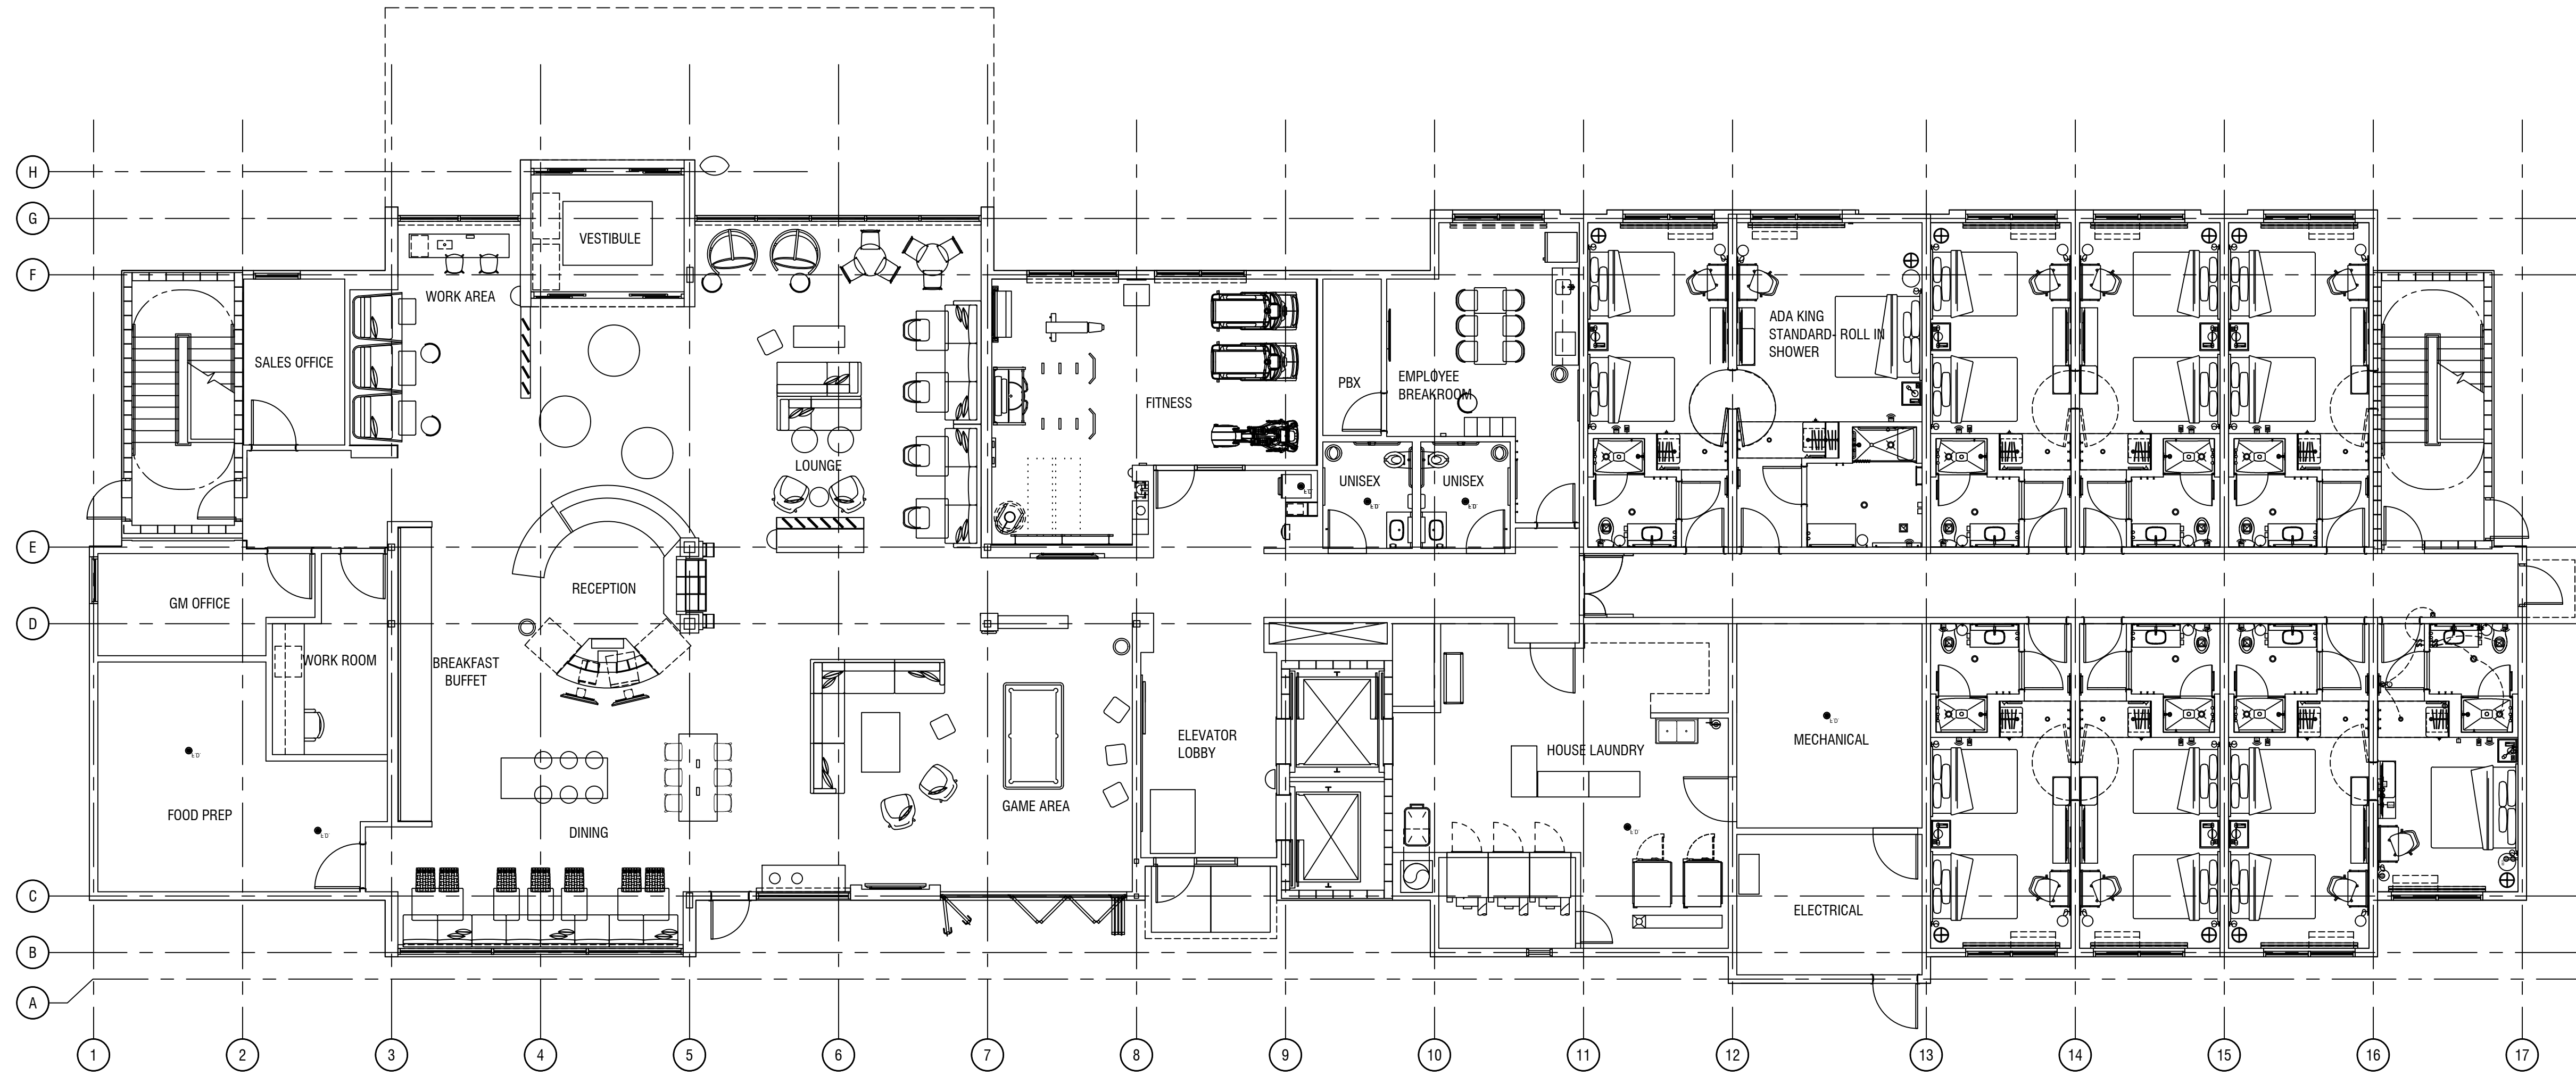 H
G
VESTIBULE
F
WORK AREA
SALES OFFICE
ADA KING
STANDARD- ROLL IN
SHOWER
PBX
EMPLOYEE
BREAKROOM
FITNESS
LOUNGE
UNISEX
UNISEX
E
RECEPTION
GM OFFICE
D
WORK ROOM
BREAKFAST
BUFFET
ELEVATOR
LOBBY
HOUSE LAUNDRY
MECHANICAL
GAME AREA
FOOD PREP
DINING
C
ELECTRICAL
B
A
1
2
3
4
5
6
7
8
9
10
11
12
13
14
15
16
17